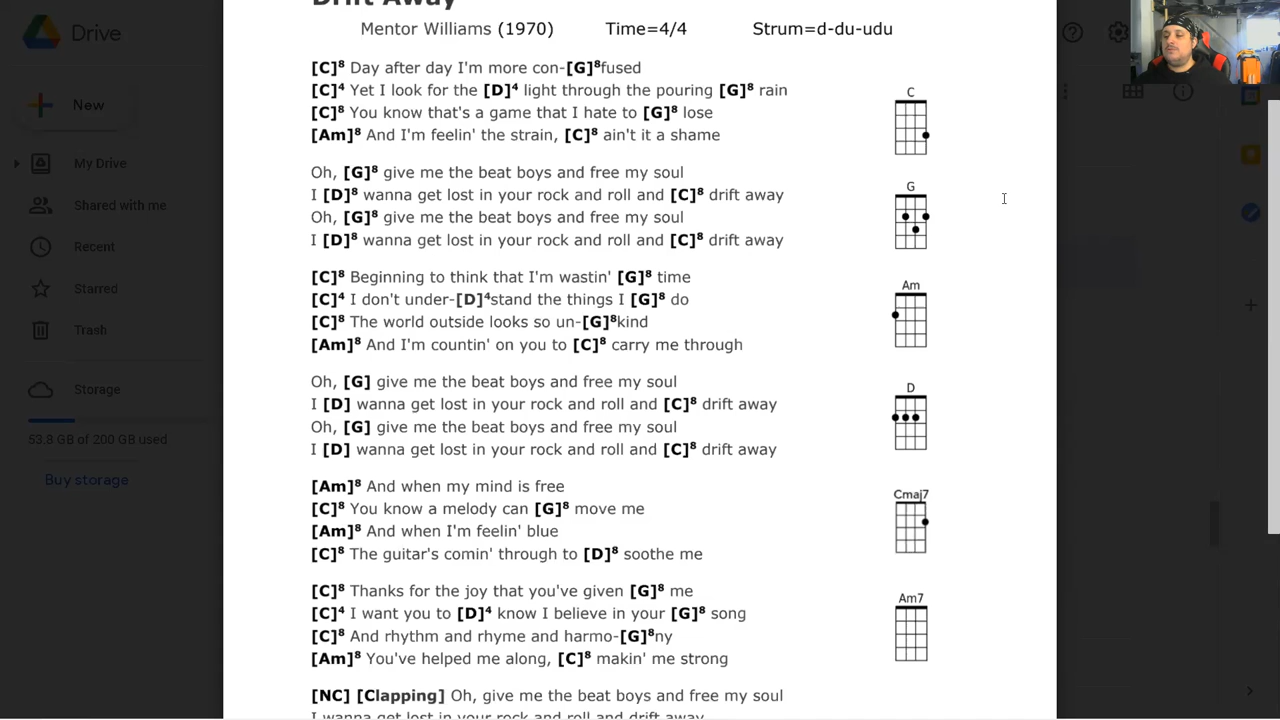 Drift Away
Drive
Mentor Williams (1970) Time=4/4 Strum=d-du-udu
New
My Drive
Shared with me
Recent
Starred
Trash
Storage
53.8 GB of 200 GB used
Buy storage
[C]⁸ Day after day I'm more con-[G]⁸fused
[C]⁴ Yet I look for the [D]⁴ light through the pouring [G]⁸ rain
[C]⁸ You know that's a game that I hate to [G]⁸ lose
[Am]⁸ And I'm feelin' the strain, [C]⁸ ain't it a shame
Oh, [G]⁸ give me the beat boys and free my soul
I [D]⁸ wanna get lost in your rock and roll and [C]⁸ drift away
Oh, [G]⁸ give me the beat boys and free my soul
I [D]⁸ wanna get lost in your rock and roll and [C]⁸ drift away
[C]⁸ Beginning to think that I'm wastin' [G]⁸ time
[C]⁴ I don't under-[D]⁴stand the things I [G]⁸ do
[C]⁸ The world outside looks so un-[G]⁸kind
[Am]⁸ And I'm countin' on you to [C]⁸ carry me through
Oh, [G] give me the beat boys and free my soul
I [D] wanna get lost in your rock and roll and [C]⁸ drift away
Oh, [G] give me the beat boys and free my soul
I [D] wanna get lost in your rock and roll and [C]⁸ drift away
[Am]⁸ And when my mind is free
[C]⁸ You know a melody can [G]⁸ move me
[Am]⁸ And when I'm feelin' blue
[C]⁸ The guitar's comin' through to [D]⁸ soothe me
[C]⁸ Thanks for the joy that you've given [G]⁸ me
[C]⁴ I want you to [D]⁴ know I believe in your [G]⁸ song
[C]⁸ And rhythm and rhyme and harmo-[G]⁸ny
[Am]⁸ You've helped me along, [C]⁸ makin' me strong
[NC] [Clapping] Oh, give me the beat boys and free my soul
I wanna get lost in your rock and roll and drift away
C
G
Am
D
Cmaj7
Am7